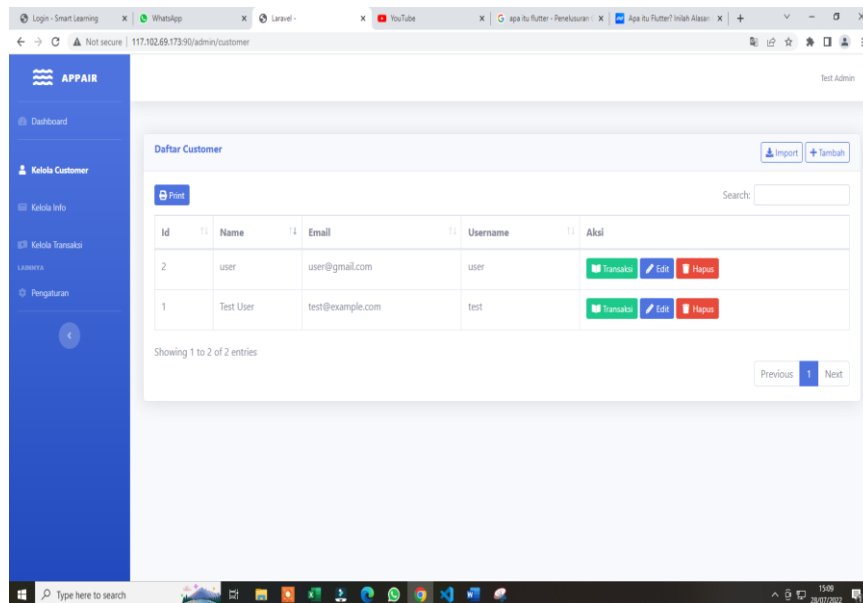 Login - Smart Learning WhatsApp Laravel - YouTube apa itu flutter - Penelusuran Apa itu Flutter? Inilah Alasan
Not secure 117.102.69.173:90/admin/customer
APPAIR
Test Admin
Dashboard
Kelola Customer
Kelola Info
Kelola Transaksi
LAINNYA
Pengaturan
Daftar Customer
Import Tambah
Print
Search:
Id Name Email Username Aksi
2 user user@gmail.com user Transaksi Edit Hapus
1 Test User test@example.com test Transaksi Edit Hapus
Showing 1 to 2 of 2 entries
Previous 1 Next
Type here to search
15:09
28/07/2022